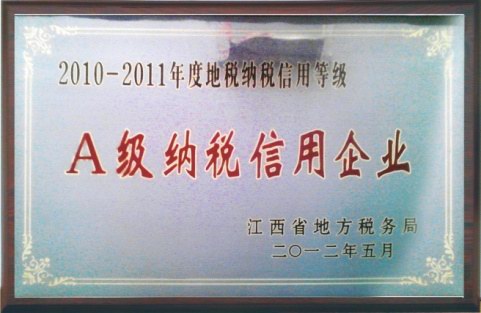 2010-2011年度地税纳税信用等级
A级纳税信用企业
江西省地方税务局
二〇一二年五月